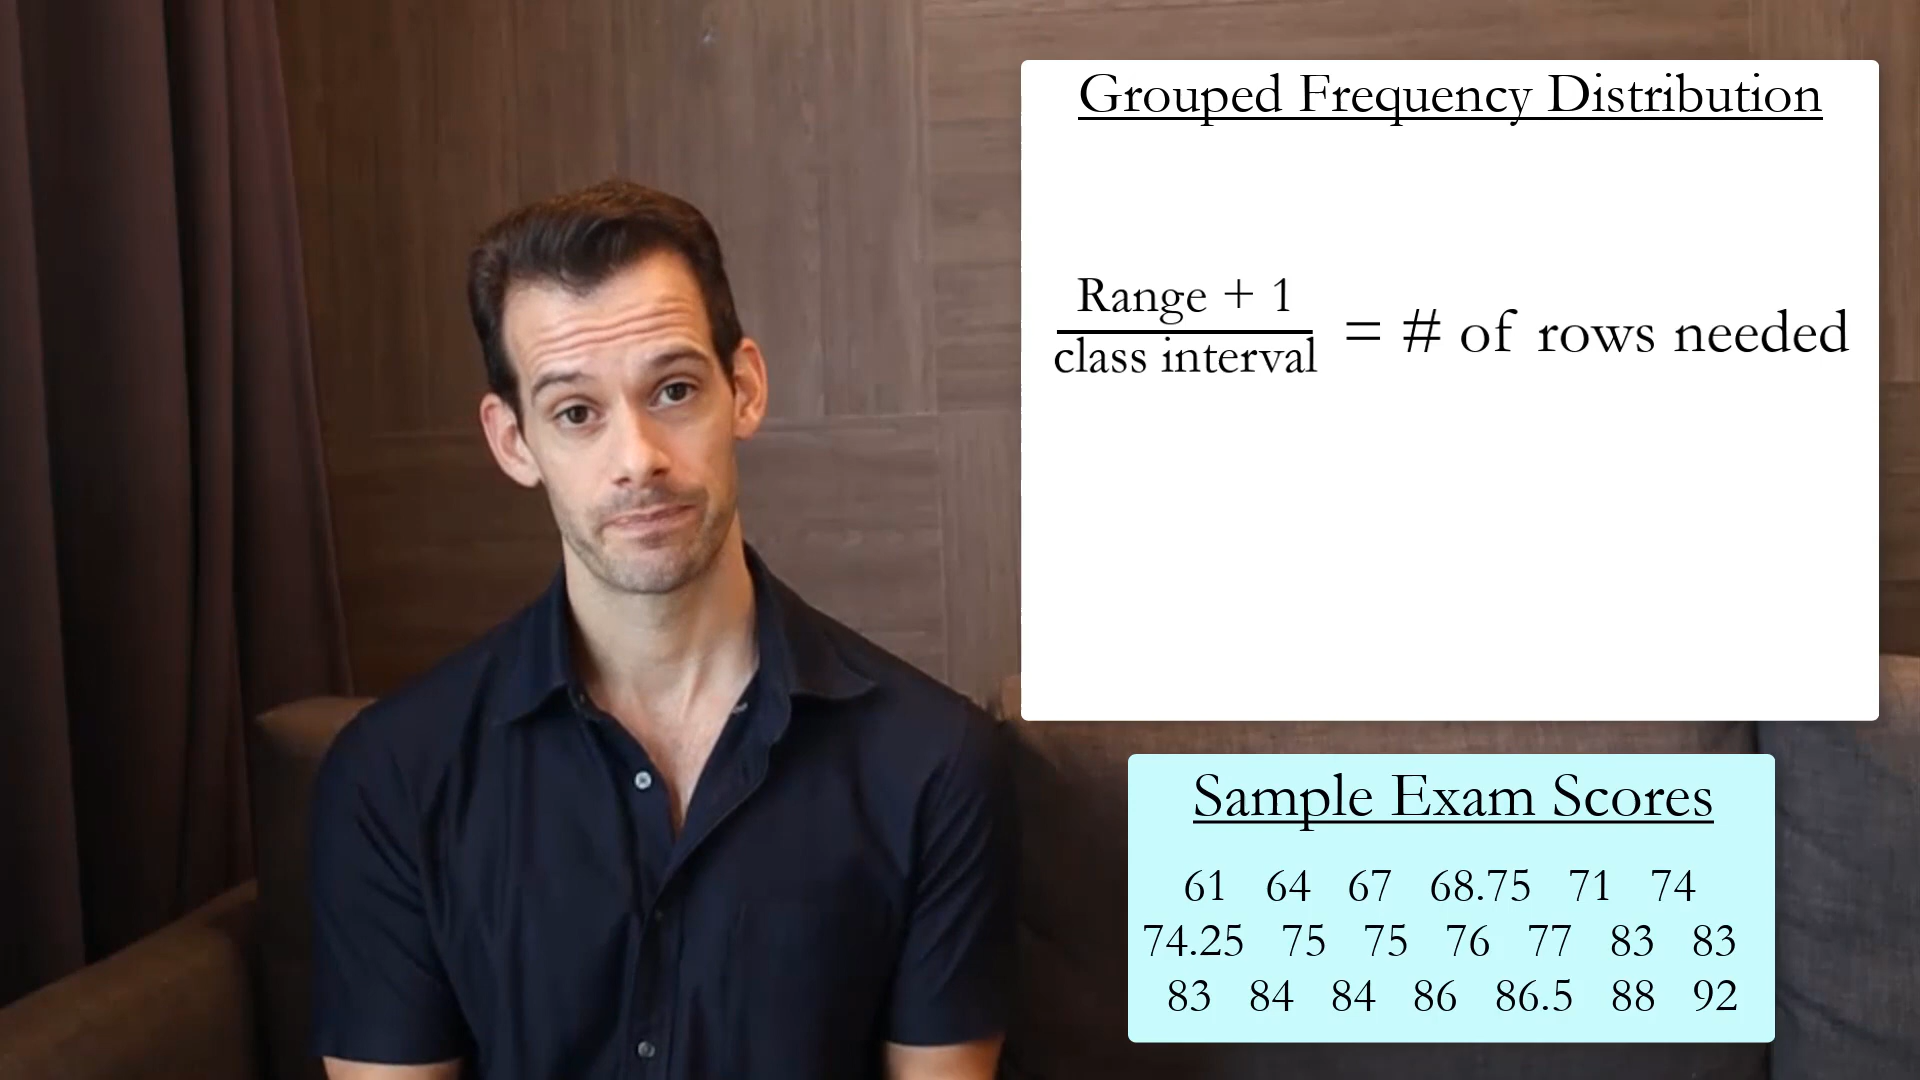 Grouped Frequency Distribution
Range + 1
class interval
= # of rows needed
Sample Exam Scores
61 64 67 68.75 71 74
74.25 75 75 76 77 83 83
83 84 84 86 86.5 88 92